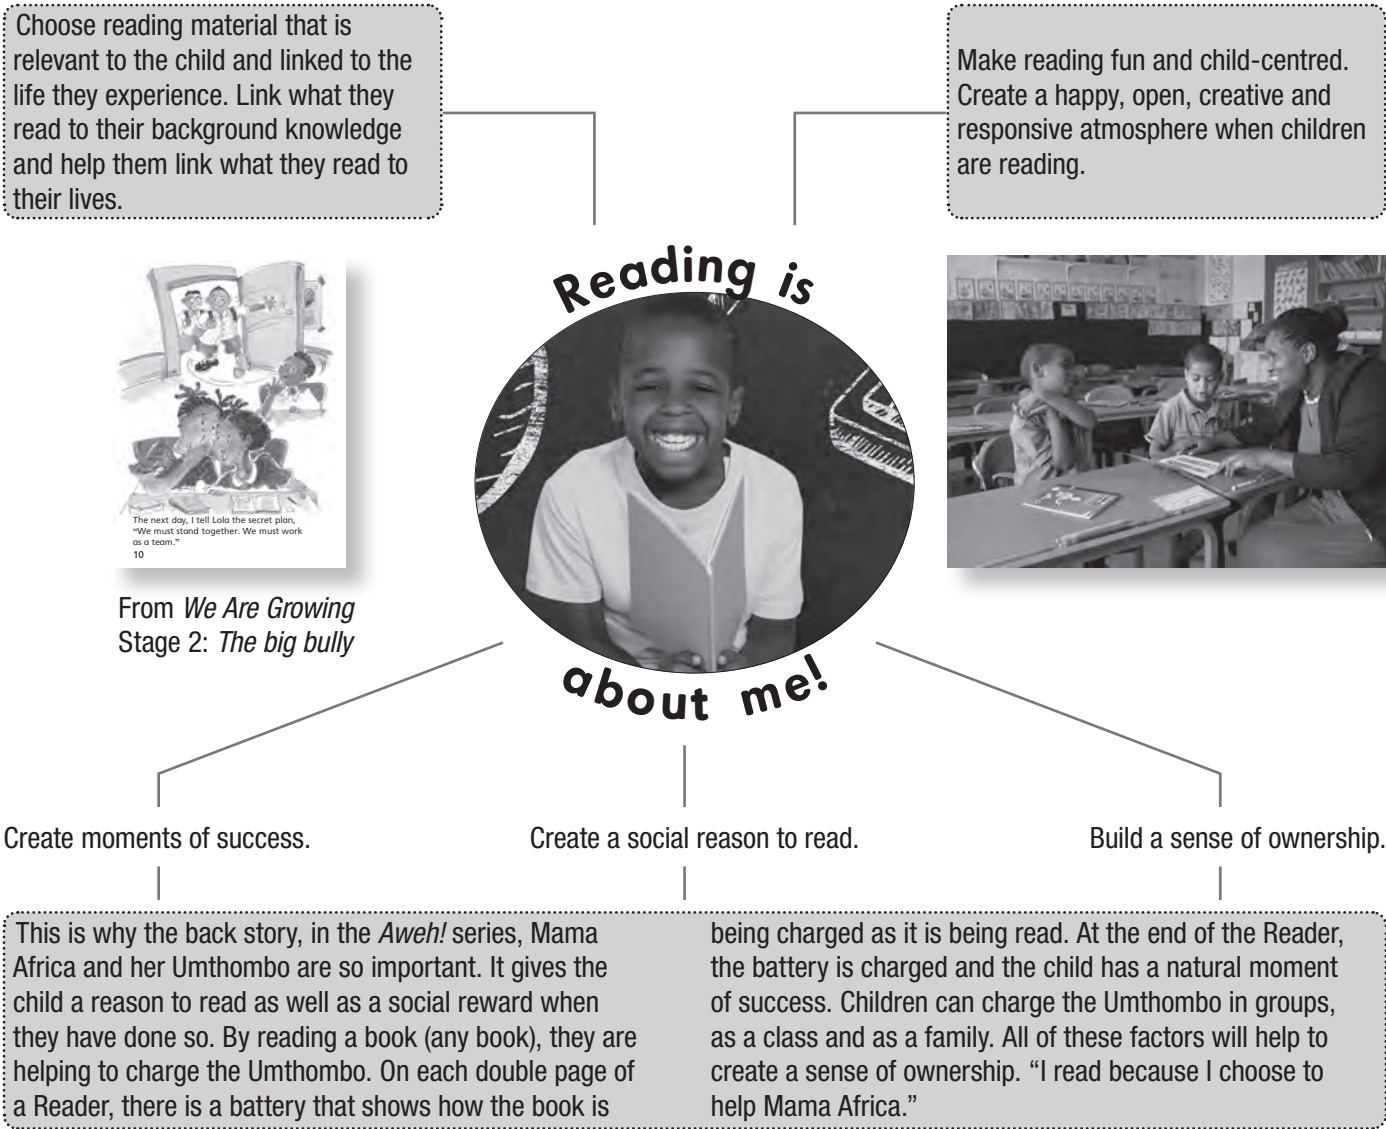 Choose reading material that is
relevant to the child and linked to the
life they experience. Link what they
read to their background knowledge
and help them link what they read to
their lives.
Make reading fun and child-centred.
Create a happy, open, creative and
responsive atmosphere when children
are reading.
Reading is
about me!
The next day, I tell Lola the secret plan,
“We must stand together. We must work
as a team.”
10
From We Are Growing
Stage 2: The big bully
Create moments of success.
Create a social reason to read.
Build a sense of ownership.
This is why the back story, in the Aweh! series, Mama
Africa and her Umthombo are so important. It gives the
child a reason to read as well as a social reward when
they have done so. By reading a book (any book), they are
helping to charge the Umthombo. On each double page of
a Reader, there is a battery that shows how the book is
being charged as it is being read. At the end of the Reader,
the battery is charged and the child has a natural moment
of success. Children can charge the Umthombo in groups,
as a class and as a family. All of these factors will help to
create a sense of ownership. “I read because I choose to
help Mama Africa.”